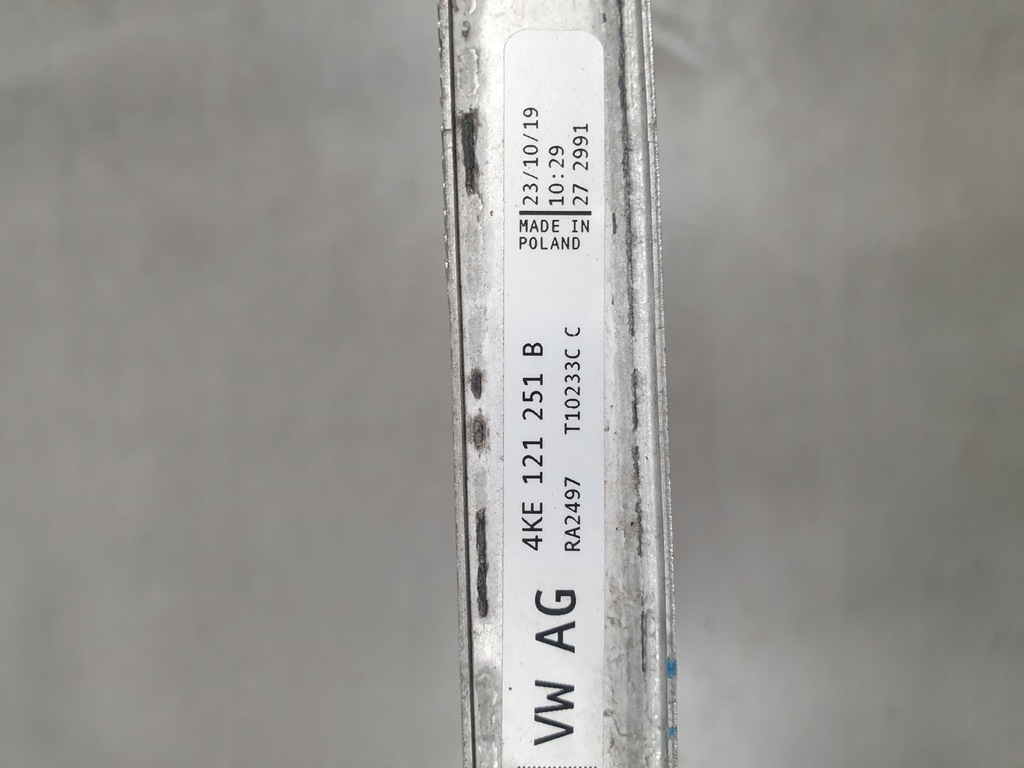 VW AG
4KE 121 251 B
RA2497 T10233C C
MADE IN
POLAND
23/10/19
10:29
27 2991